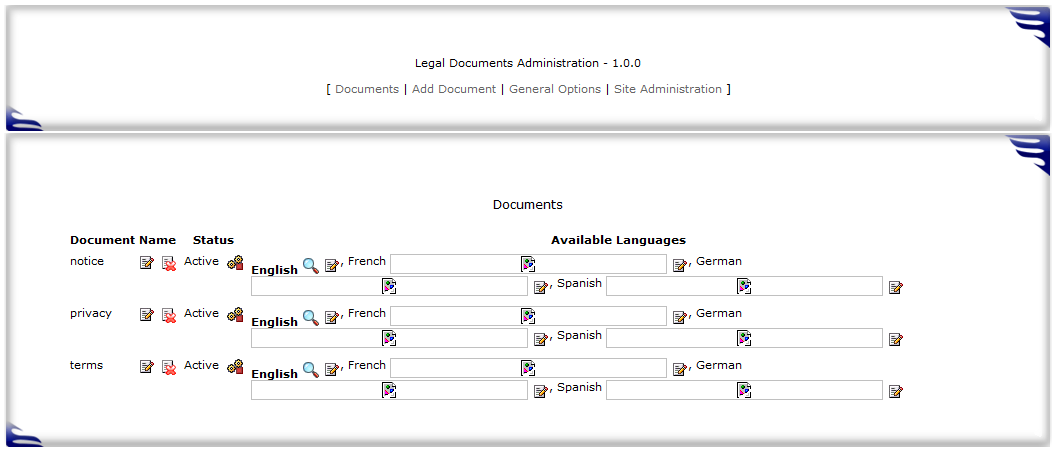 Legal Documents Administration - 1.0.0
[ Documents | Add Document | General Options | Site Administration ]
Documents
Document Name Status Available Languages
notice Active English , French , German
, Spanish
privacy Active English , French , German
, Spanish
terms Active English , French , German
, Spanish